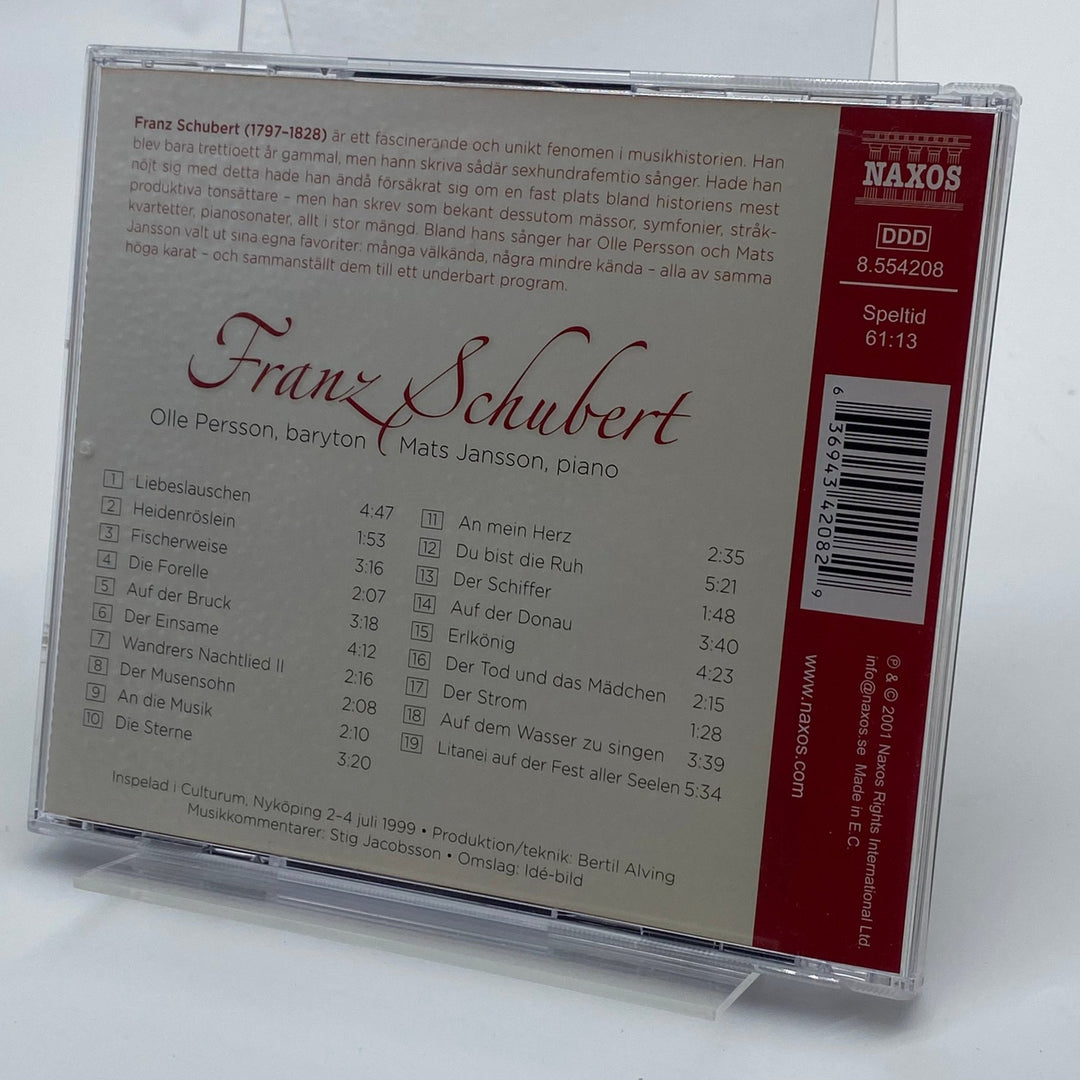 Franz Schubert (1797–1828) är ett fascinerande och unikt fenomen i musikhistorien. Han
blev bara trettioett år gammal, men hann skriva sådär sexhundrafemtio sånger. Hade han
nöjt sig med detta hade han ändå försäkrat sig om en fast plats bland historiens mest
produktiva tonsättare – men han skrev som bekant dessutom mässor, symfonier, stråk-
kvartetter, pianosonater, allt i stor mängd. Bland hans sånger har Olle Persson och Mats
Jansson valt ut sina egna favoriter: många välkända, några mindre kända – alla av samma
höga karat – och sammanställt dem till ett underbart program.
Franz Schubert
Olle Persson, baryton ( Mats Jansson, piano
1 Liebeslauschen 4:47
2 Heidenröslein 1:53
3 Fischerweise 3:16
4 Die Forelle 2:07
5 Auf der Bruck 3:18
6 Der Einsame 4:12
7 Wandrers Nachtlied II 2:16
8 Der Musensohn 2:08
9 An die Musik 2:10
10 Die Sterne 3:20
11 An mein Herz 2:35
12 Du bist die Ruh 5:21
13 Der Schiffer 1:48
14 Auf der Donau 3:40
15 Erlkönig 4:23
16 Der Tod und das Mädchen 2:15
17 Der Strom 1:28
18 Auf dem Wasser zu singen 3:39
19 Litanei auf der Fest aller Seelen 5:34
Inspelad i Culturum, Nyköping 2–4 juli 1999 • Produktion/teknik: Bertil Alving
Musikkommentarer: Stig Jacobsson • Omslag: Idé-bild
NAXOS
DDD
8.554208
Speltid
61:13
6 36943 42082 9
℗ & © 2001 Naxos Rights International Ltd.
info@naxos.se Made in E.C.
www.naxos.com